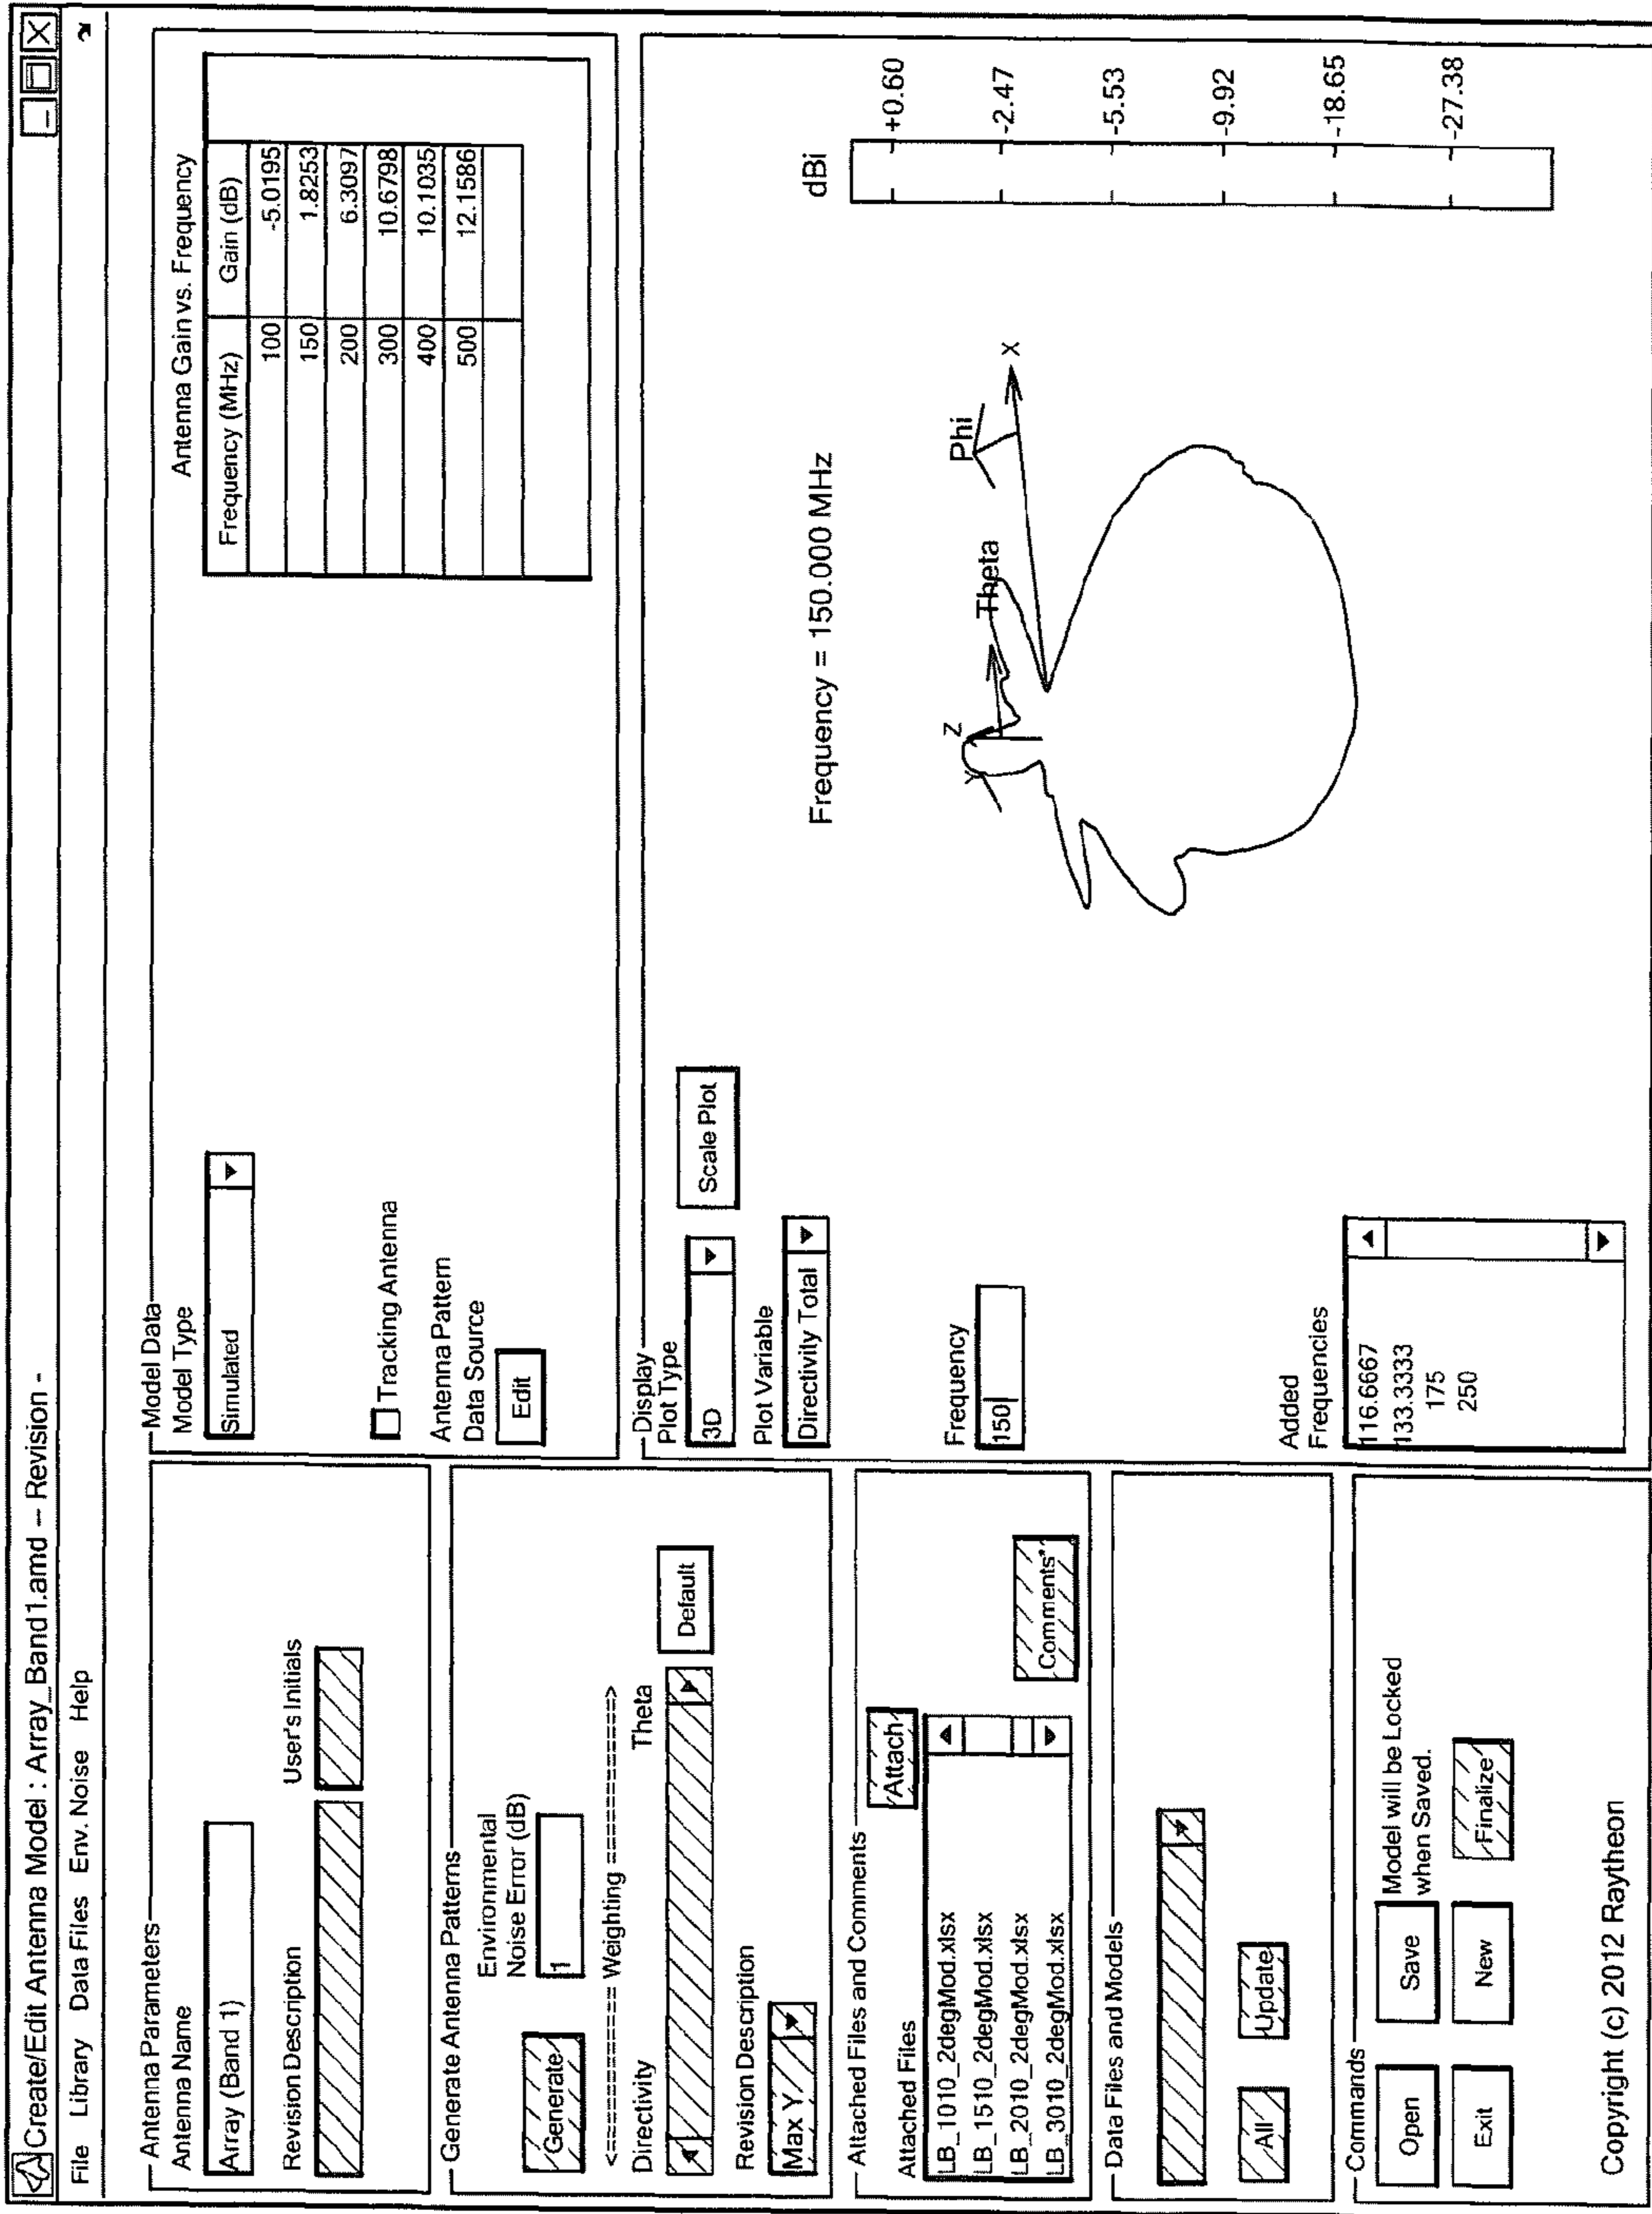 Create/Edit Antenna Model : Array_Band1.amd -- Revision -
File Library Data Files Env. Noise Help
Antenna Parameters
Antenna Name
Array (Band 1)
Revision Description User's Initials
Generate Antenna Patterns
Generate
Environmental
Noise Error (dB)
1
<=========== Weighting ===========>
Directivity Theta
Default
Revision Description
Max Y
Attached Files and Comments
Attached Files
Attach
LB_1010_2degMod.xlsx
LB_1510_2degMod.xlsx
LB_2010_2degMod.xlsx
LB_3010_2degMod.xlsx
Comments*
Data Files and Models
All Update
Commands
Open Save Model will be Locked
when Saved.
Exit New Finalize
Copyright (c) 2012 Raytheon
Model Data
Model Type
Simulated
Tracking Antenna
Antenna Pattern
Data Source
Edit
Antenna Gain vs. Frequency
Frequency (MHz) Gain (dB)
100 -5.0195
150 1.8253
200 6.3097
300 10.6798
400 10.1035
500 12.1586
Display
Plot Type
3D
Scale Plot
Plot Variable
Directivity Total
Frequency
150
Added
Frequencies
116.6667
133.3333
175
250
Frequency = 150.000 MHz
Z
Y
Theta
Phi
X
dBi
+0.60
-2.47
-5.53
-9.92
-18.65
-27.38